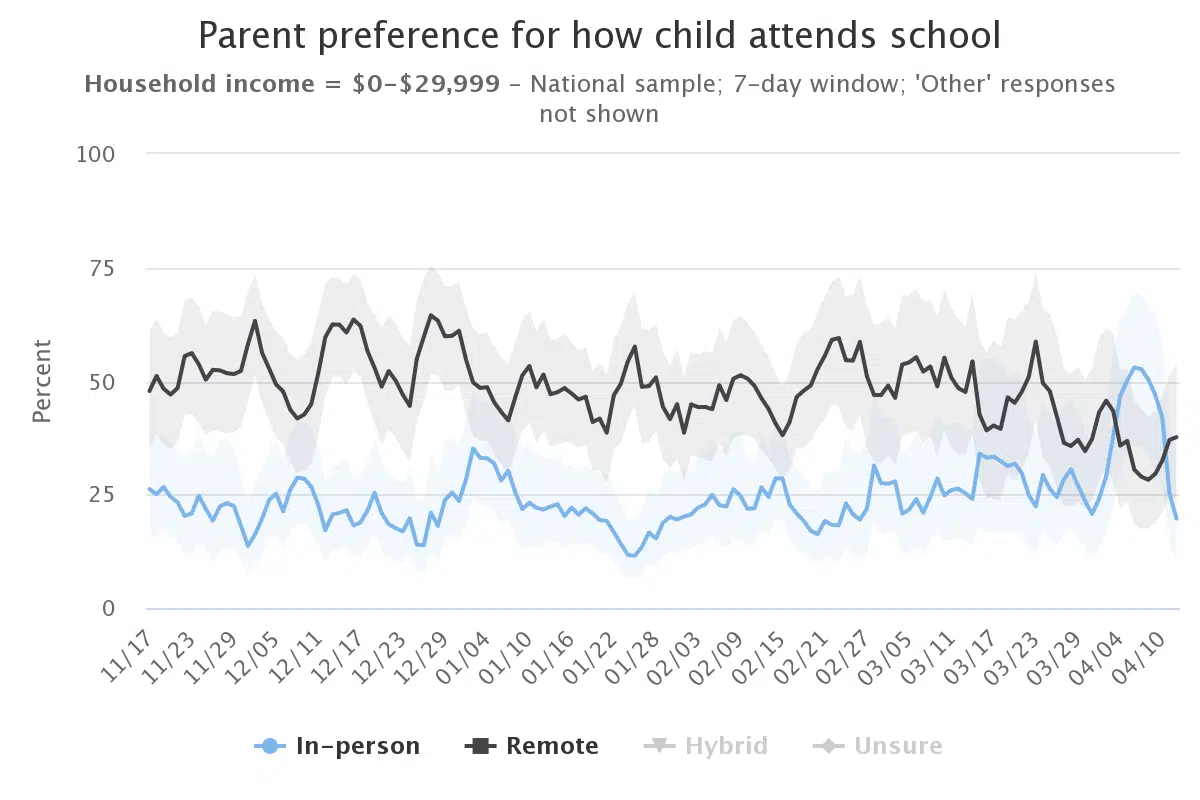 Parent preference for how child attends school
Household income = $0-$29,999 - National sample; 7-day window; 'Other' responses
not shown
100
75
50
25
0
Percent
11/17 11/23 11/29 12/05 12/11 12/17 12/23 12/29 01/04 01/10 01/16 01/22 01/28 02/03 02/09 02/15 02/21 02/27 03/05 03/11 03/17 03/23 03/29 04/04 04/10
In-person Remote Hybrid Unsure